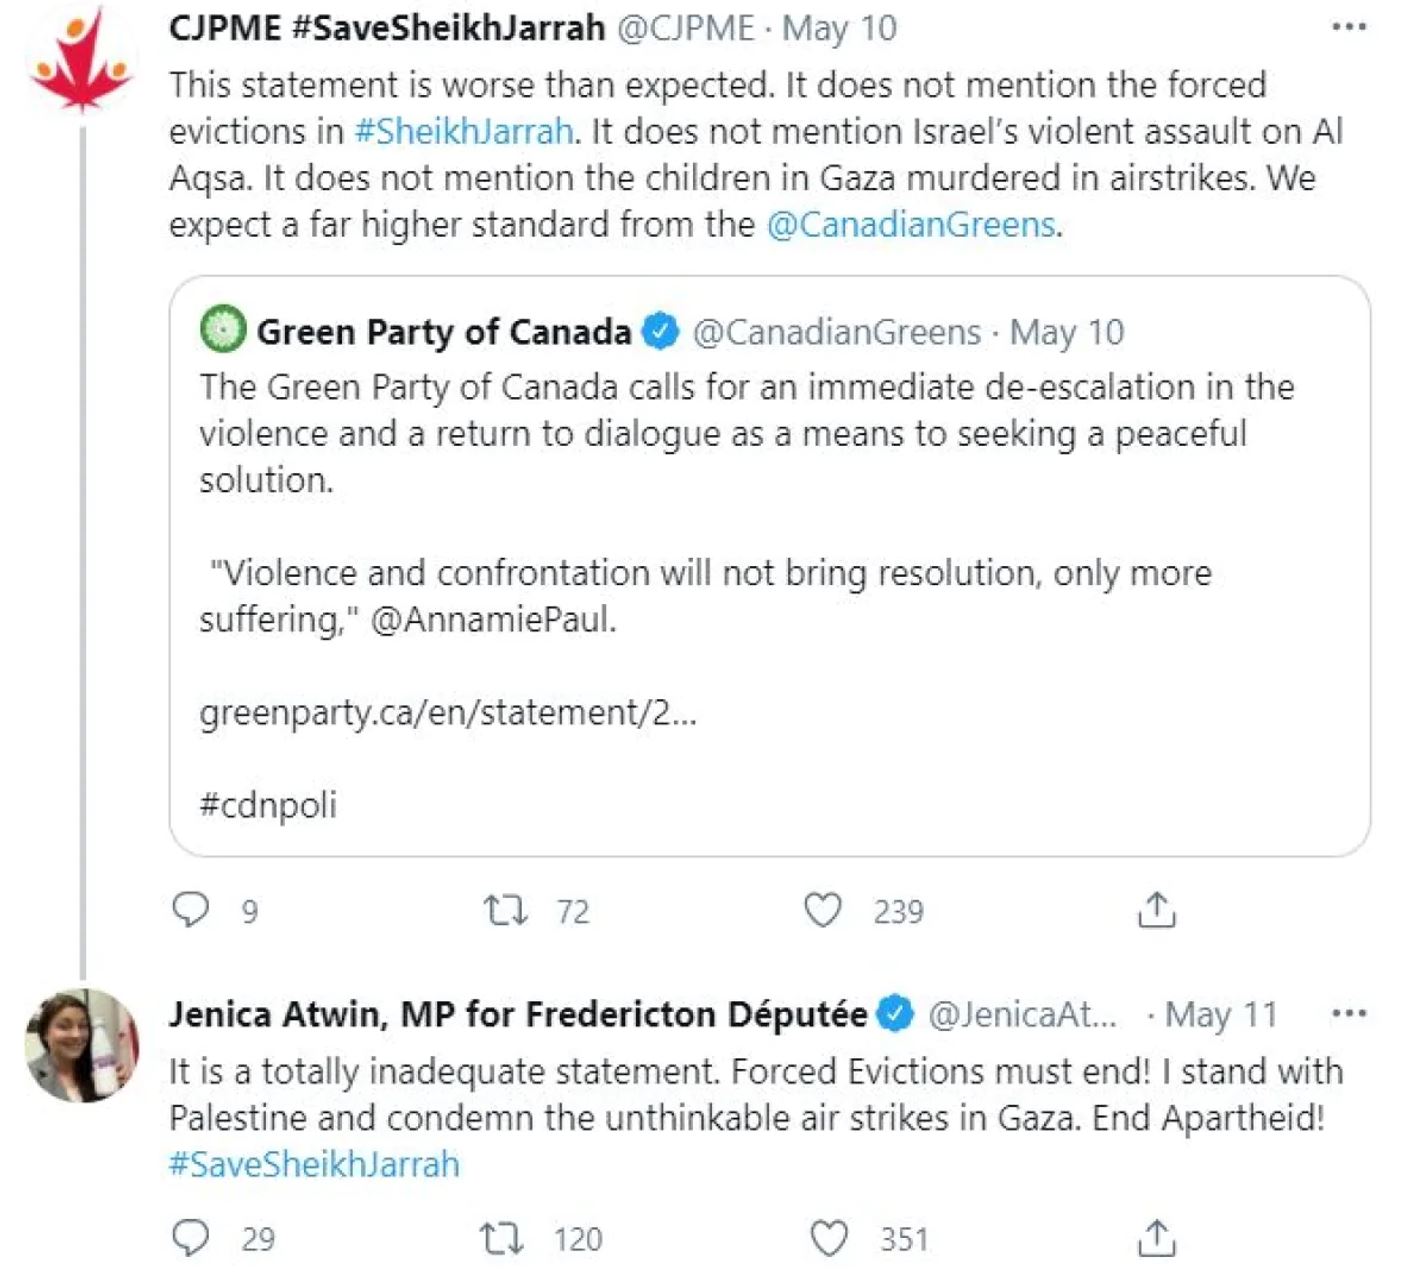 CJPME #SaveSheikhJarrah @CJPME · May 10 ···
This statement is worse than expected. It does not mention the forced
evictions in #SheikhJarrah. It does not mention Israel's violent assault on Al
Aqsa. It does not mention the children in Gaza murdered in airstrikes. We
expect a far higher standard from the @CanadianGreens.
Green Party of Canada @CanadianGreens · May 10
The Green Party of Canada calls for an immediate de-escalation in the
violence and a return to dialogue as a means to seeking a peaceful
solution.
"Violence and confrontation will not bring resolution, only more
suffering," @AnnamiePaul.
greenparty.ca/en/statement/2...
#cdnpoli
9 72 239
Jenica Atwin, MP for Fredericton Députée @JenicaAt... · May 11 ···
It is a totally inadequate statement. Forced Evictions must end! I stand with
Palestine and condemn the unthinkable air strikes in Gaza. End Apartheid!
#SaveSheikhJarrah
29 120 351